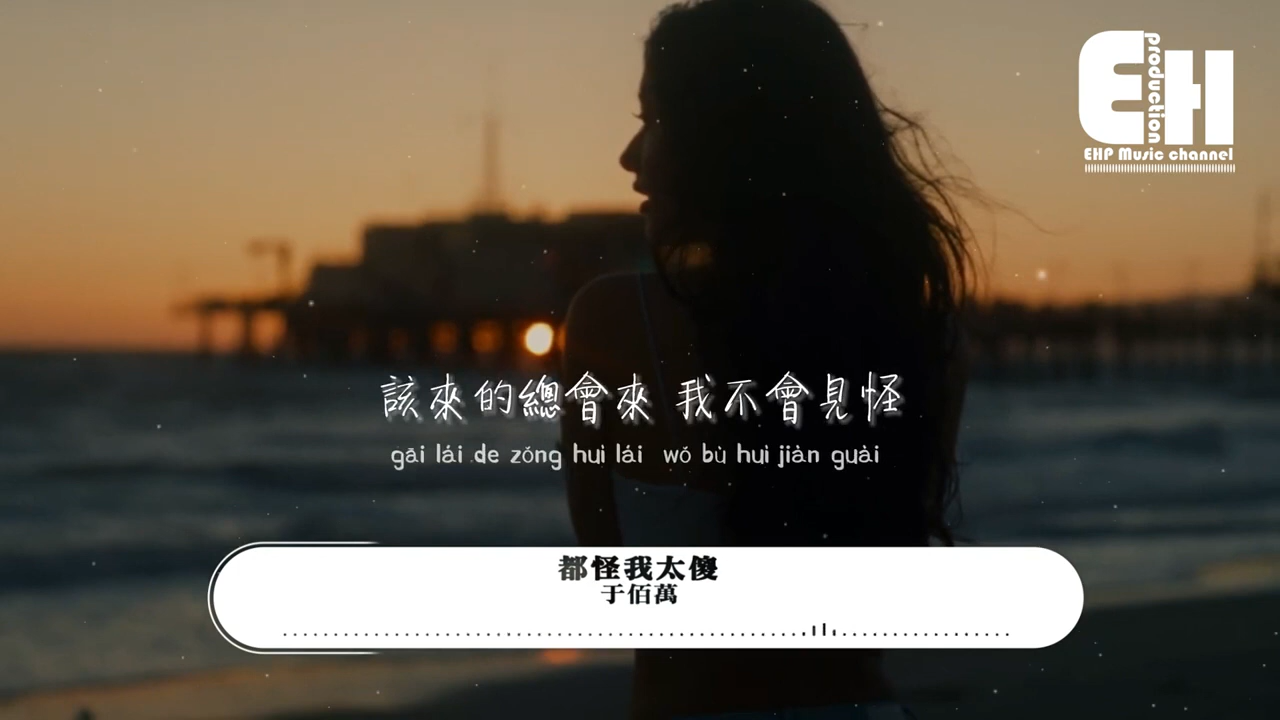 EH
production
EHP Music channel
該來的總會來 我不會見怪
gāi lái de zǒng huì lái wǒ bù huì jiàn guài
都怪我太傻
于佰萬